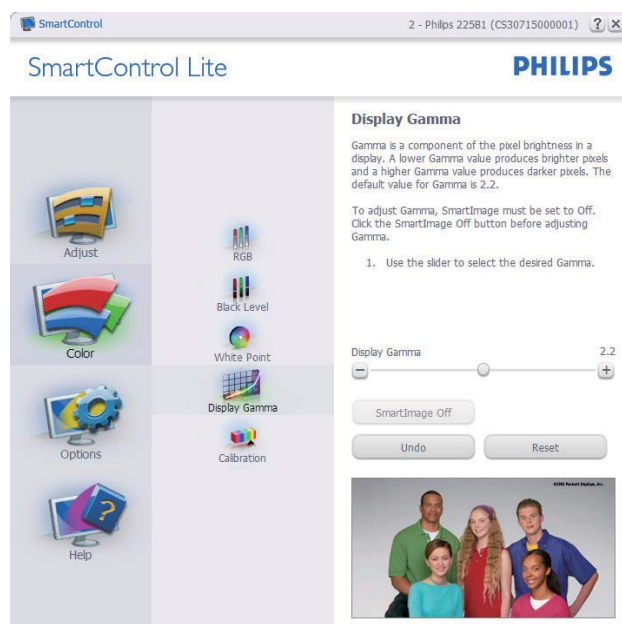 SmartControl
2 - Philips 225B1 (CS30715000001)
?
SmartControl Lite
PHILIPS
Adjust
Color
Options
Help
RGB
Black Level
White Point
Display Gamma
Calibration
Display Gamma
Gamma is a component of the pixel brightness in a
display. A lower Gamma value produces brighter pixels
and a higher Gamma value produces darker pixels. The
default value for Gamma is 2.2.
To adjust Gamma, SmartImage must be set to Off.
Click the SmartImage Off button before adjusting
Gamma.
1. Use the slider to select the desired Gamma.
Display Gamma 2.2
SmartImage Off
Undo Reset